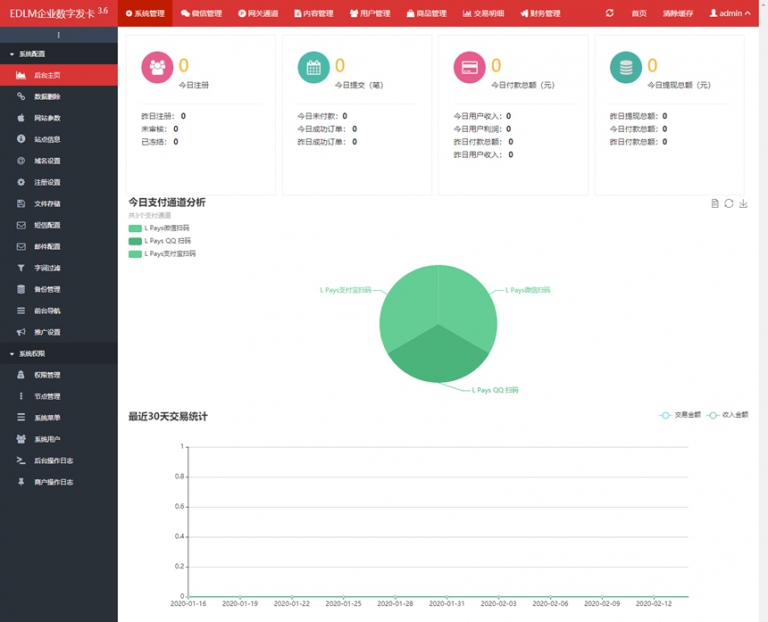 EDLM企业数字发卡 3.6
系统管理 微信管理 网关通道 内容管理 用户管理 商品管理 交易明细 财务管理 首页 清除缓存 admin
系统配置
后台主页
数据删除
网站参数
站点信息
域名设置
注册设置
文件存储
短信配置
邮件配置
字词过滤
备份管理
前台导航
推广设置
系统权限
权限管理
节点管理
系统菜单
系统用户
后台操作日志
商户操作日志
0
今日注册
昨日注册： 0
未审核： 0
已冻结： 0
0
今日提交（笔）
今日未付款： 0
今日成功订单： 0
昨日成功订单： 0
0
今日付款总额（元）
今日用户收入： 0
今日用户利润： 0
昨日付款总额： 0
昨日用户收入： 0
0
今日提现总额（元）
昨日提现总额： 0
今日付款总额： 0
昨日付款总额： 0
今日支付通道分析
共3个支付通道
L Pays微信扫码
L Pays QQ 扫码
L Pays支付宝扫码
L Pays支付宝扫码
L Pays微信扫码
L Pays QQ 扫码
最近30天交易统计
交易金额 收入金额
1
0.8
0.6
0.4
0.2
0
2020-01-16 2020-01-19 2020-01-22 2020-01-25 2020-01-28 2020-01-31 2020-02-03 2020-02-06 2020-02-09 2020-02-12